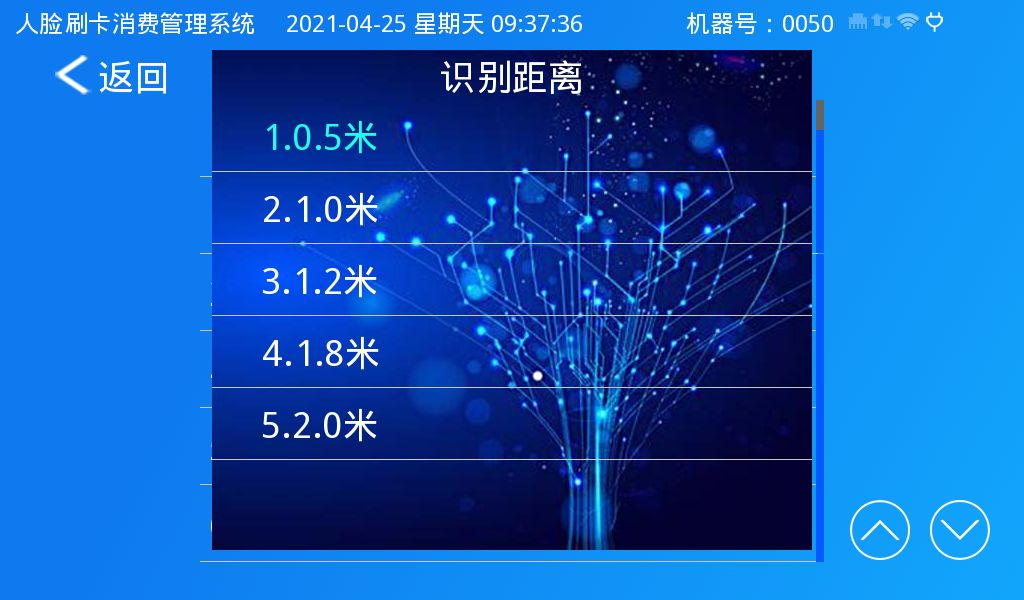 人脸刷卡消费管理系统 2021-04-25 星期天 09:37:36 机器号：0050
返回
识别距离
1.0.5米
2.1.0米
3.1.2米
4.1.8米
5.2.0米